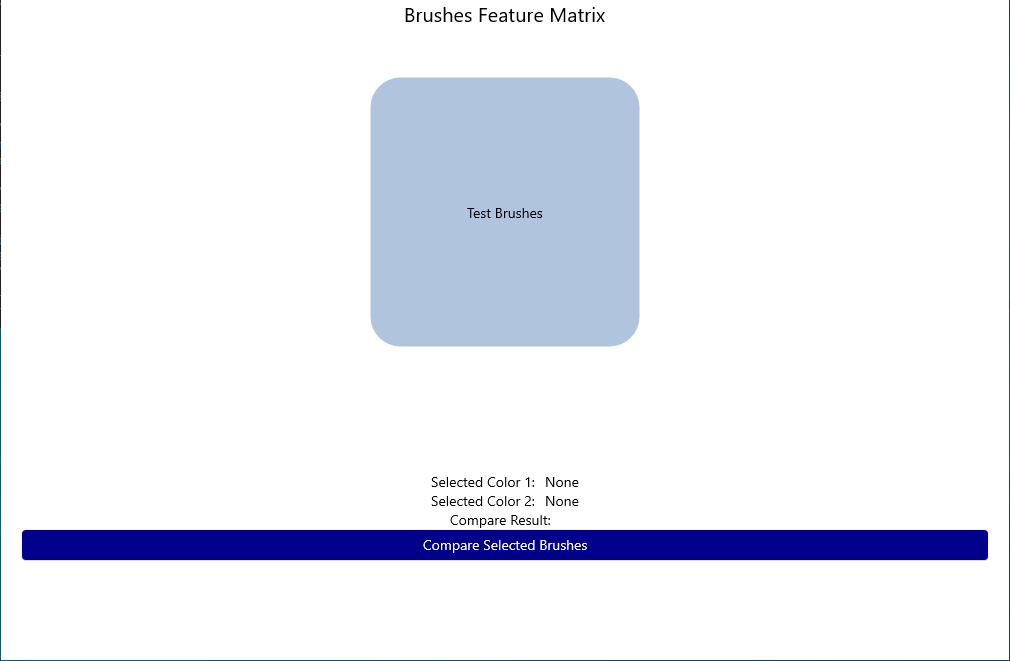 Brushes Feature Matrix
Test Brushes
Selected Color 1: None
Selected Color 2: None
Compare Result:
Compare Selected Brushes